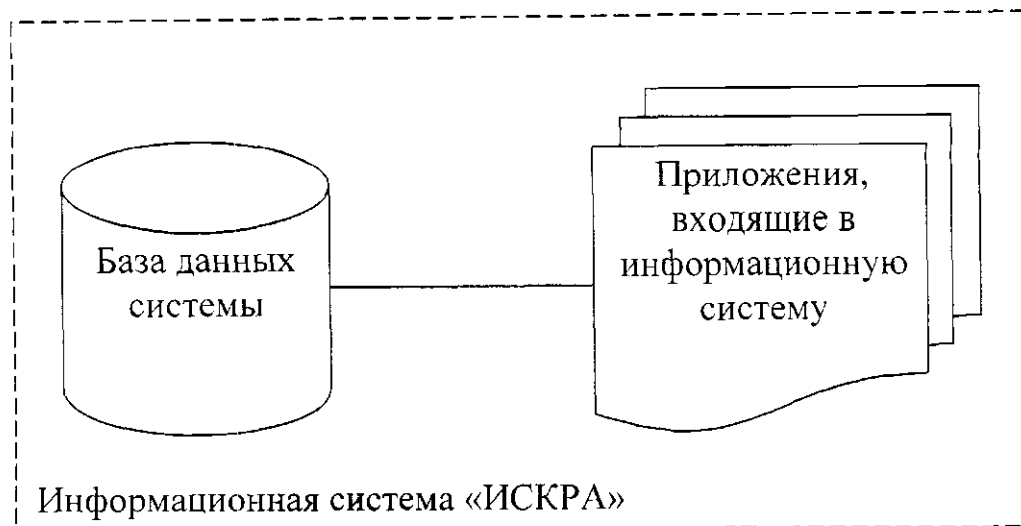 База данных
системы
Приложения,
входящие в
информационную
систему
Информационная система «ИСКРА»